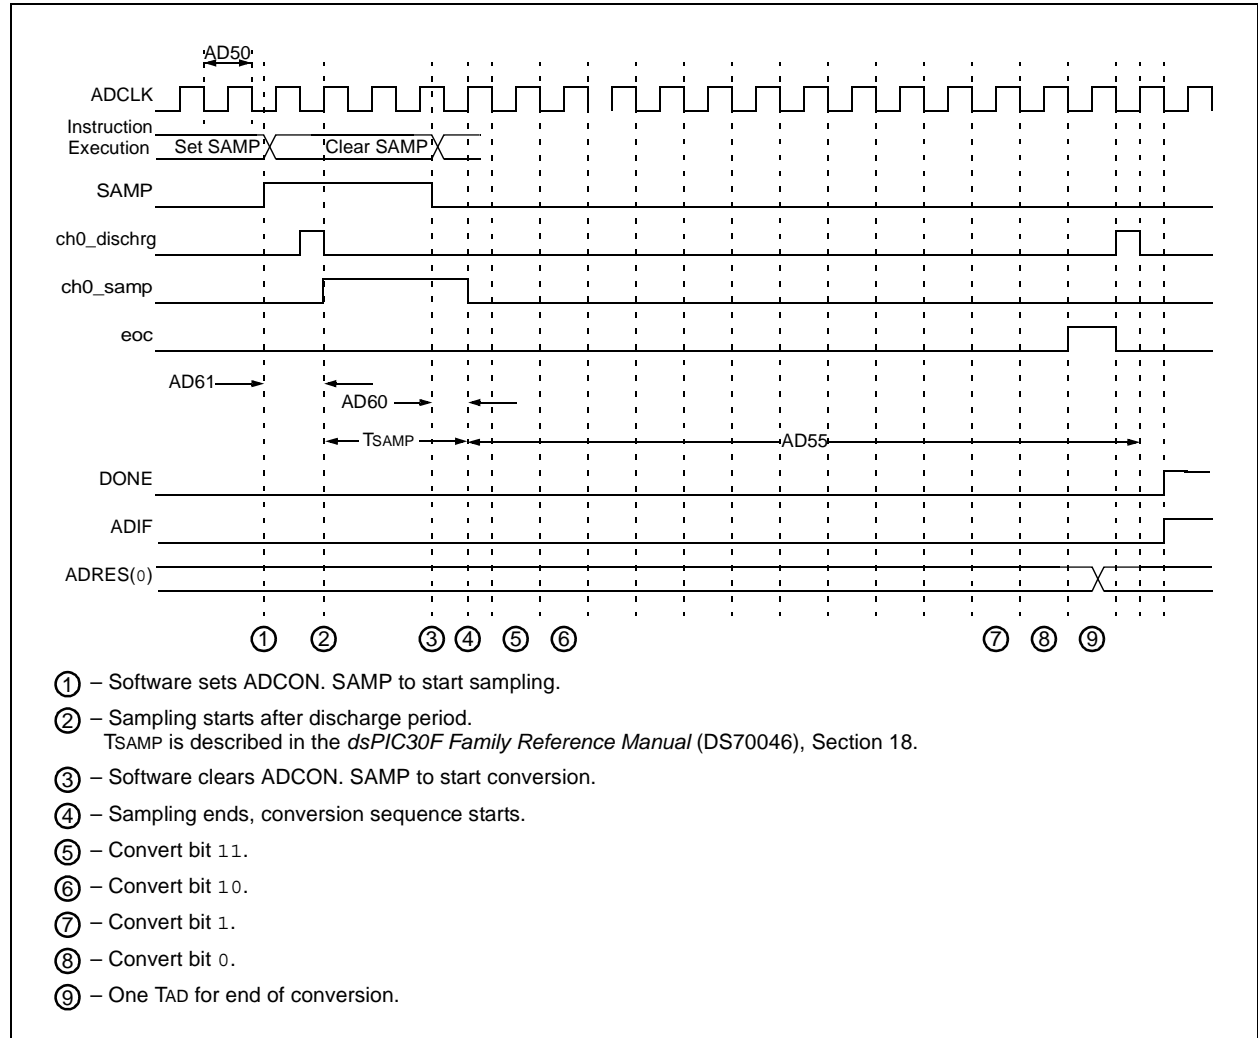 AD50
ADCLK
Instruction
Execution
Set SAMP
Clear SAMP
SAMP
ch0_dischrg
ch0_samp
eoc
AD61
AD60
TSAMP
AD55
DONE
ADIF
ADRES(0)
1 2 3 4 5 6 7 8 9
1 – Software sets ADCON. SAMP to start sampling.
2 – Sampling starts after discharge period.
TSAMP is described in the dsPIC30F Family Reference Manual (DS70046), Section 18.
3 – Software clears ADCON. SAMP to start conversion.
4 – Sampling ends, conversion sequence starts.
5 – Convert bit 11.
6 – Convert bit 10.
7 – Convert bit 1.
8 – Convert bit 0.
9 – One TAD for end of conversion.